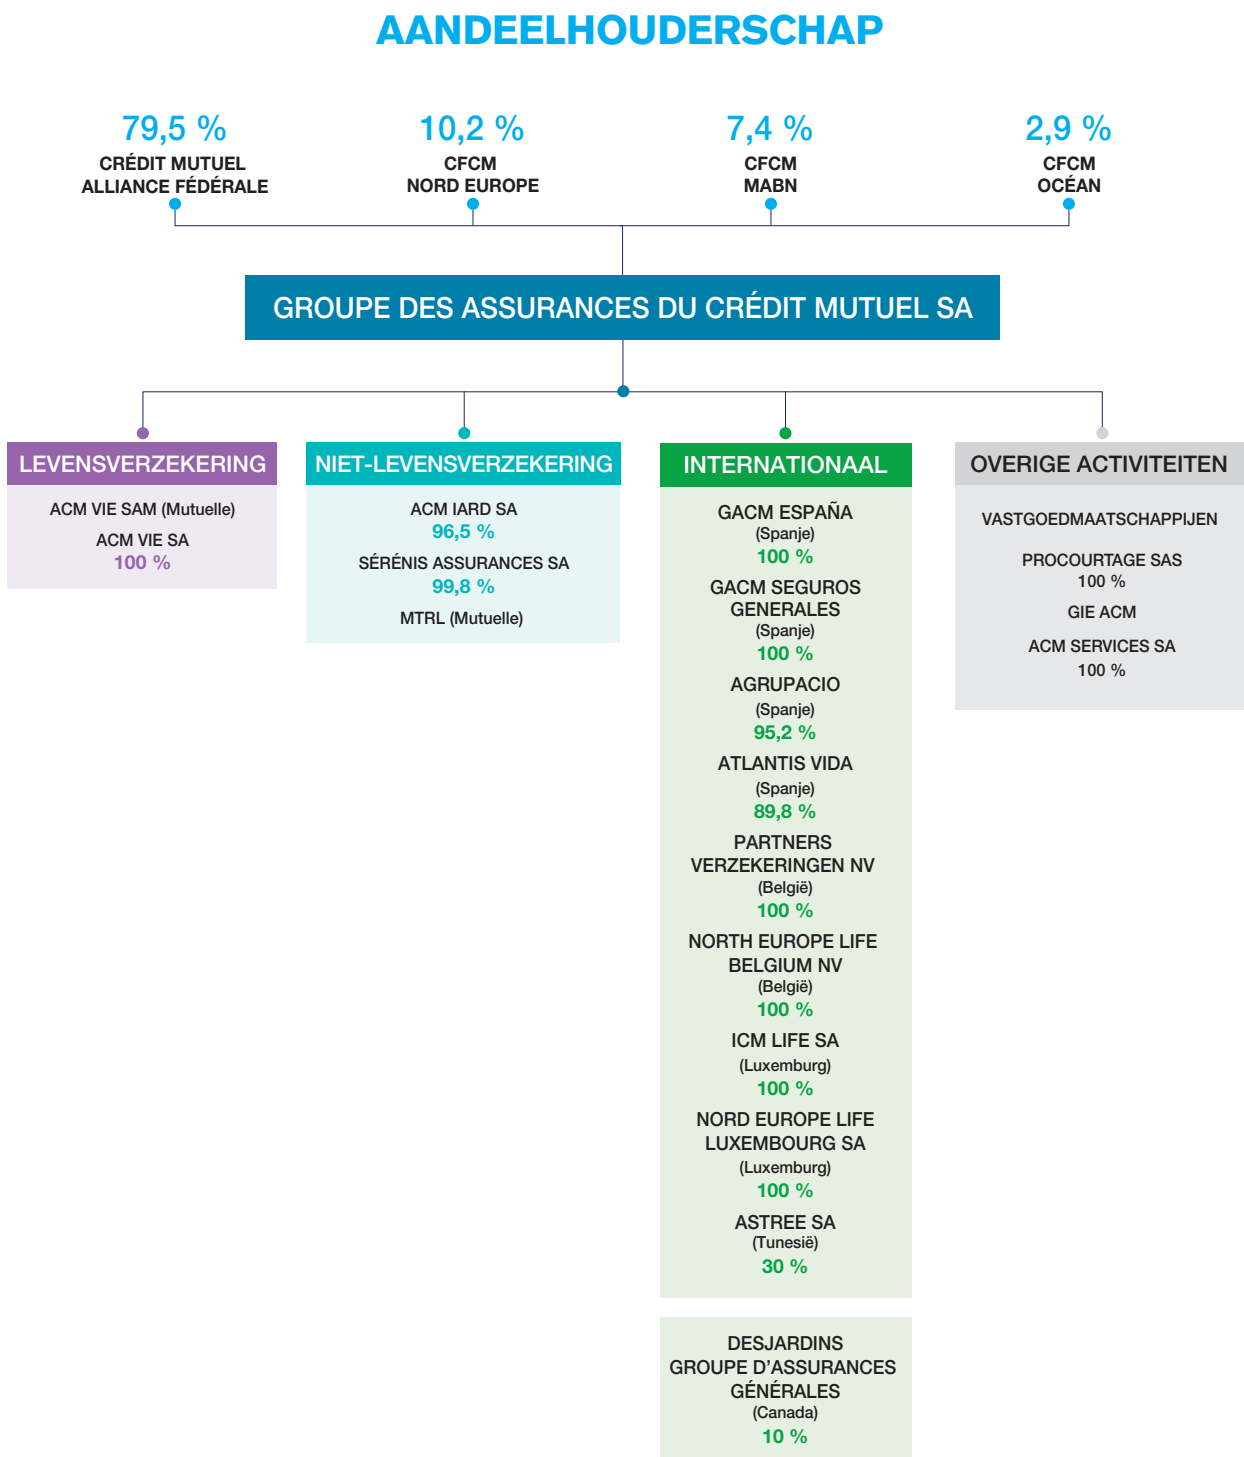 AANDEELHOUDERSCHAP
79,5 %
CRÉDIT MUTUEL
ALLIANCE FÉDÉRALE
10,2 %
CFCM
NORD EUROPE
7,4 %
CFCM
MABN
2,9 %
CFCM
OCÉAN
GROUPE DES ASSURANCES DU CRÉDIT MUTUEL SA
LEVENSVERZEKERING
ACM VIE SAM (Mutuelle)
ACM VIE SA
100 %
NIET-LEVENSVERZEKERING
ACM IARD SA
96,5 %
SÉRÉNIS ASSURANCES SA
99,8 %
MTRL (Mutuelle)
INTERNATIONAAL
GACM ESPAÑA
(Spanje)
100 %
GACM SEGUROS
GENERALES
(Spanje)
100 %
AGRUPACIO
(Spanje)
95,2 %
ATLANTIS VIDA
(Spanje)
89,8 %
PARTNERS
VERZEKERINGEN NV
(België)
100 %
NORTH EUROPE LIFE
BELGIUM NV
(België)
100 %
ICM LIFE SA
(Luxemburg)
100 %
NORD EUROPE LIFE
LUXEMBOURG SA
(Luxemburg)
100 %
ASTREE SA
(Tunesië)
30 %
DESJARDINS
GROUPE D'ASSURANCES
GÉNÉRALES
(Canada)
10 %
OVERIGE ACTIVITEITEN
VASTGOEDMAATSCHAPPIJEN
PROCOURTAGE SAS
100 %
GIE ACM
ACM SERVICES SA
100 %